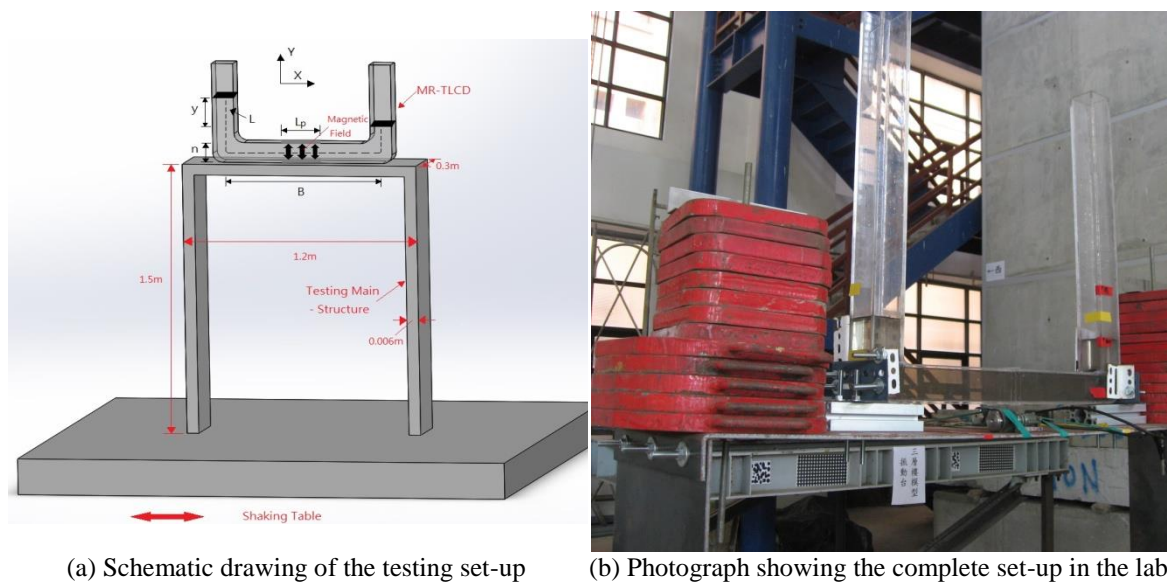 Y
X
MR-TLCD
y
L
Lp
Magnetic
Field
n
0.3m
B
1.5m
1.2m
Testing Main
- Structure
0.006m
Shaking Table
三層樓模型
振動台
(a) Schematic drawing of the testing set-up
(b) Photograph showing the complete set-up in the lab